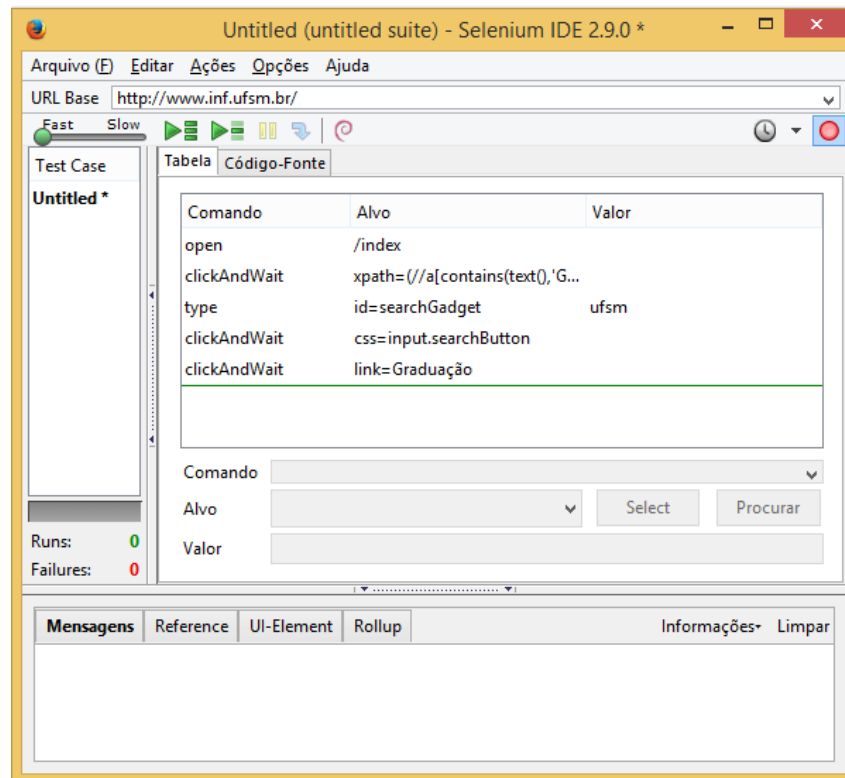 Untitled (untitled suite) - Selenium IDE 2.9.0 *
Arquivo (F) Editar Ações Opções Ajuda
URL Base http://www.inf.ufsm.br/
Fast Slow
Test Case
Untitled *
Tabela Código-Fonte
Comando Alvo Valor
open /index
clickAndWait xpath=(//a[contains(text(),'G...
type id=searchGadget ufsm
clickAndWait css=input.searchButton
clickAndWait link=Graduação
Comando
Alvo Select Procurar
Valor
Runs: 0
Failures: 0
Mensagens Reference UI-Element Rollup Informações Limpar